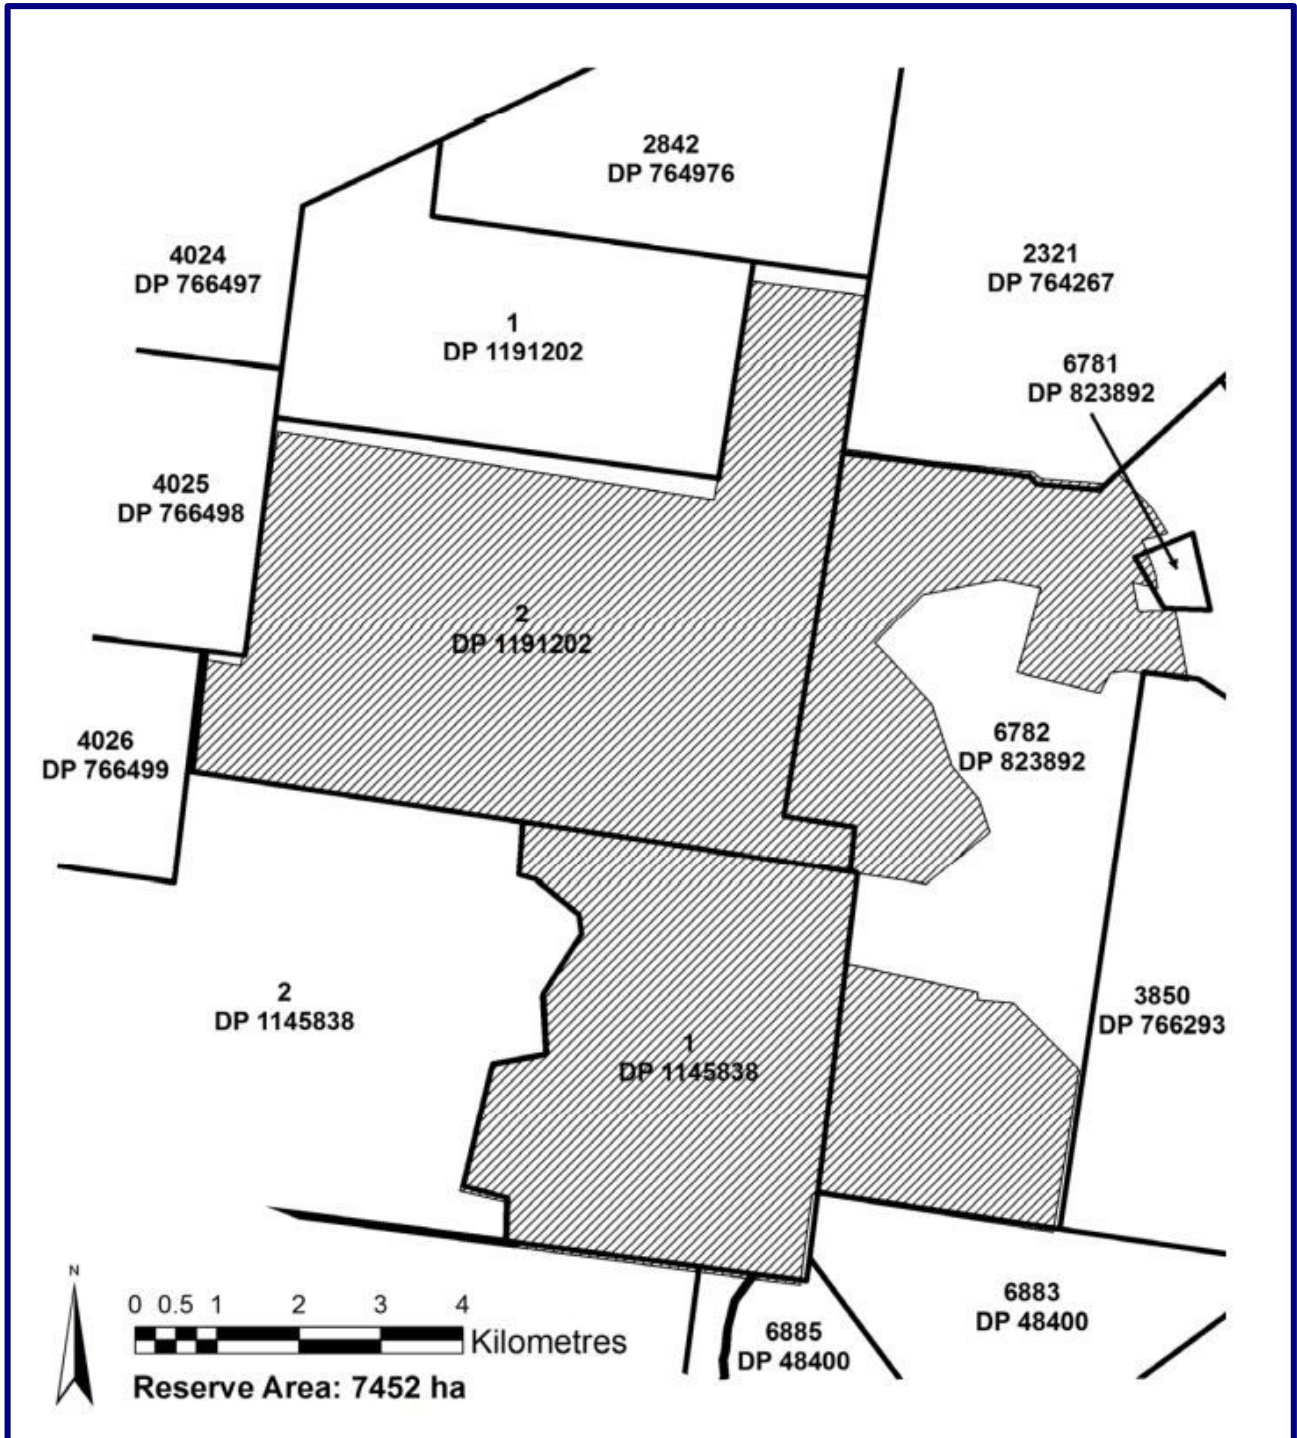 2842
DP 764976
4024
DP 766497
2321
DP 764267
1
DP 1191202
6781
DP 823892
4025
DP 766498
2
DP 1191202
4026
DP 766499
6782
DP 823892
2
DP 1145838
3850
DP 766293
1
DP 1145838
N
0 0.5 1 2 3 4
Kilometres
6883
DP 48400
6885
DP 48400
Reserve Area: 7452 ha